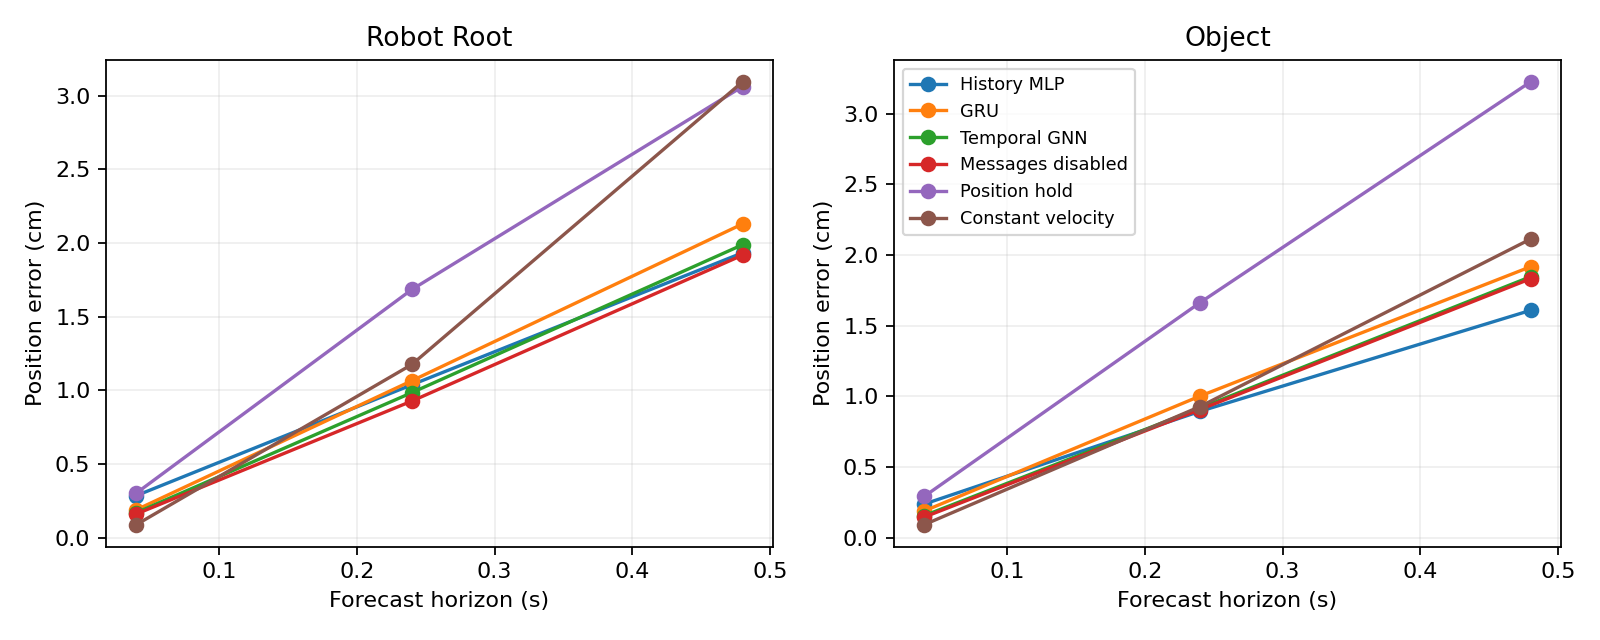 Robot Root
Position error (cm)
3.0
2.5
2.0
1.5
1.0
0.5
0.0
0.1
0.2
0.3
0.4
0.5
Forecast horizon (s)
Object
Position error (cm)
3.0
2.5
2.0
1.5
1.0
0.5
0.0
History MLP
GRU
Temporal GNN
Messages disabled
Position hold
Constant velocity
0.1
0.2
0.3
0.4
0.5
Forecast horizon (s)